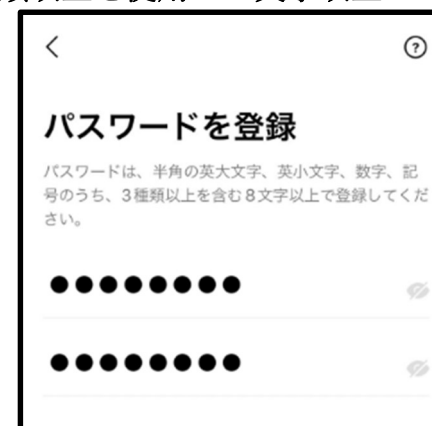 パスワードを登録
パスワードは、半角の英大文字、英小文字、数字、記
号のうち、3種類以上を含む8文字以上で登録してくだ
さい。
●●●●●●●●
●●●●●●●●